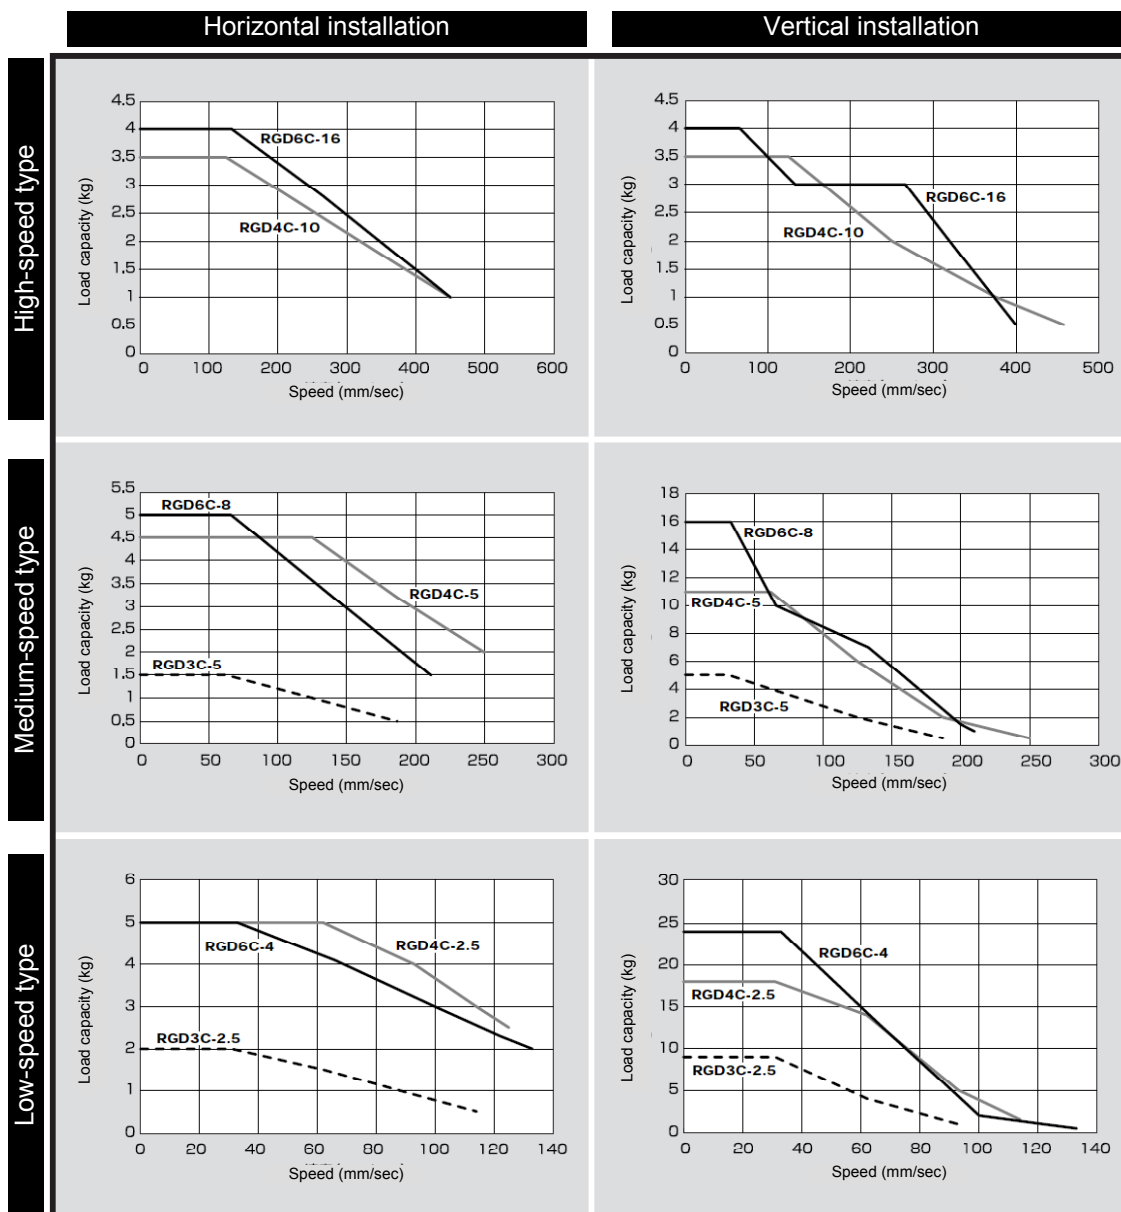 Horizontal installation
Vertical installation
High-speed type
4.5
4
3.5
3
2.5
2
1.5
1
0.5
0
RGD6C-16
RGD4C-10
0 100 200 300 400 500 600
Speed (mm/sec)
Load capacity (kg)
4.5
4
3.5
3
2.5
2
1.5
1
0.5
0
RGD6C-16
RGD4C-10
0 100 200 300 400 500
Speed (mm/sec)
Load capacity (kg)
Medium-speed type
5.5
5
4.5
4
3.5
3
2.5
2
1.5
1
0.5
0
RGD6C-8
RGD4C-5
RGD3C-5
0 50 100 150 200 250 300
Speed (mm/sec)
Load capacity (kg)
18
16
14
12
10
8
6
4
2
0
RGD6C-8
RGD4C-5
RGD3C-5
0 50 100 150 200 250 300
Speed (mm/sec)
Load capacity (kg)
Low-speed type
6
5
4
3
2
1
0
RGD6C-4
RGD4C-2.5
RGD3C-2.5
0 20 40 60 80 100 120 140
Speed (mm/sec)
Load capacity (kg)
30
25
20
15
10
5
0
RGD6C-4
RGD4C-2.5
RGD3C-2.5
0 20 40 60 80 100 120 140
Speed (mm/sec)
Load capacity (kg)